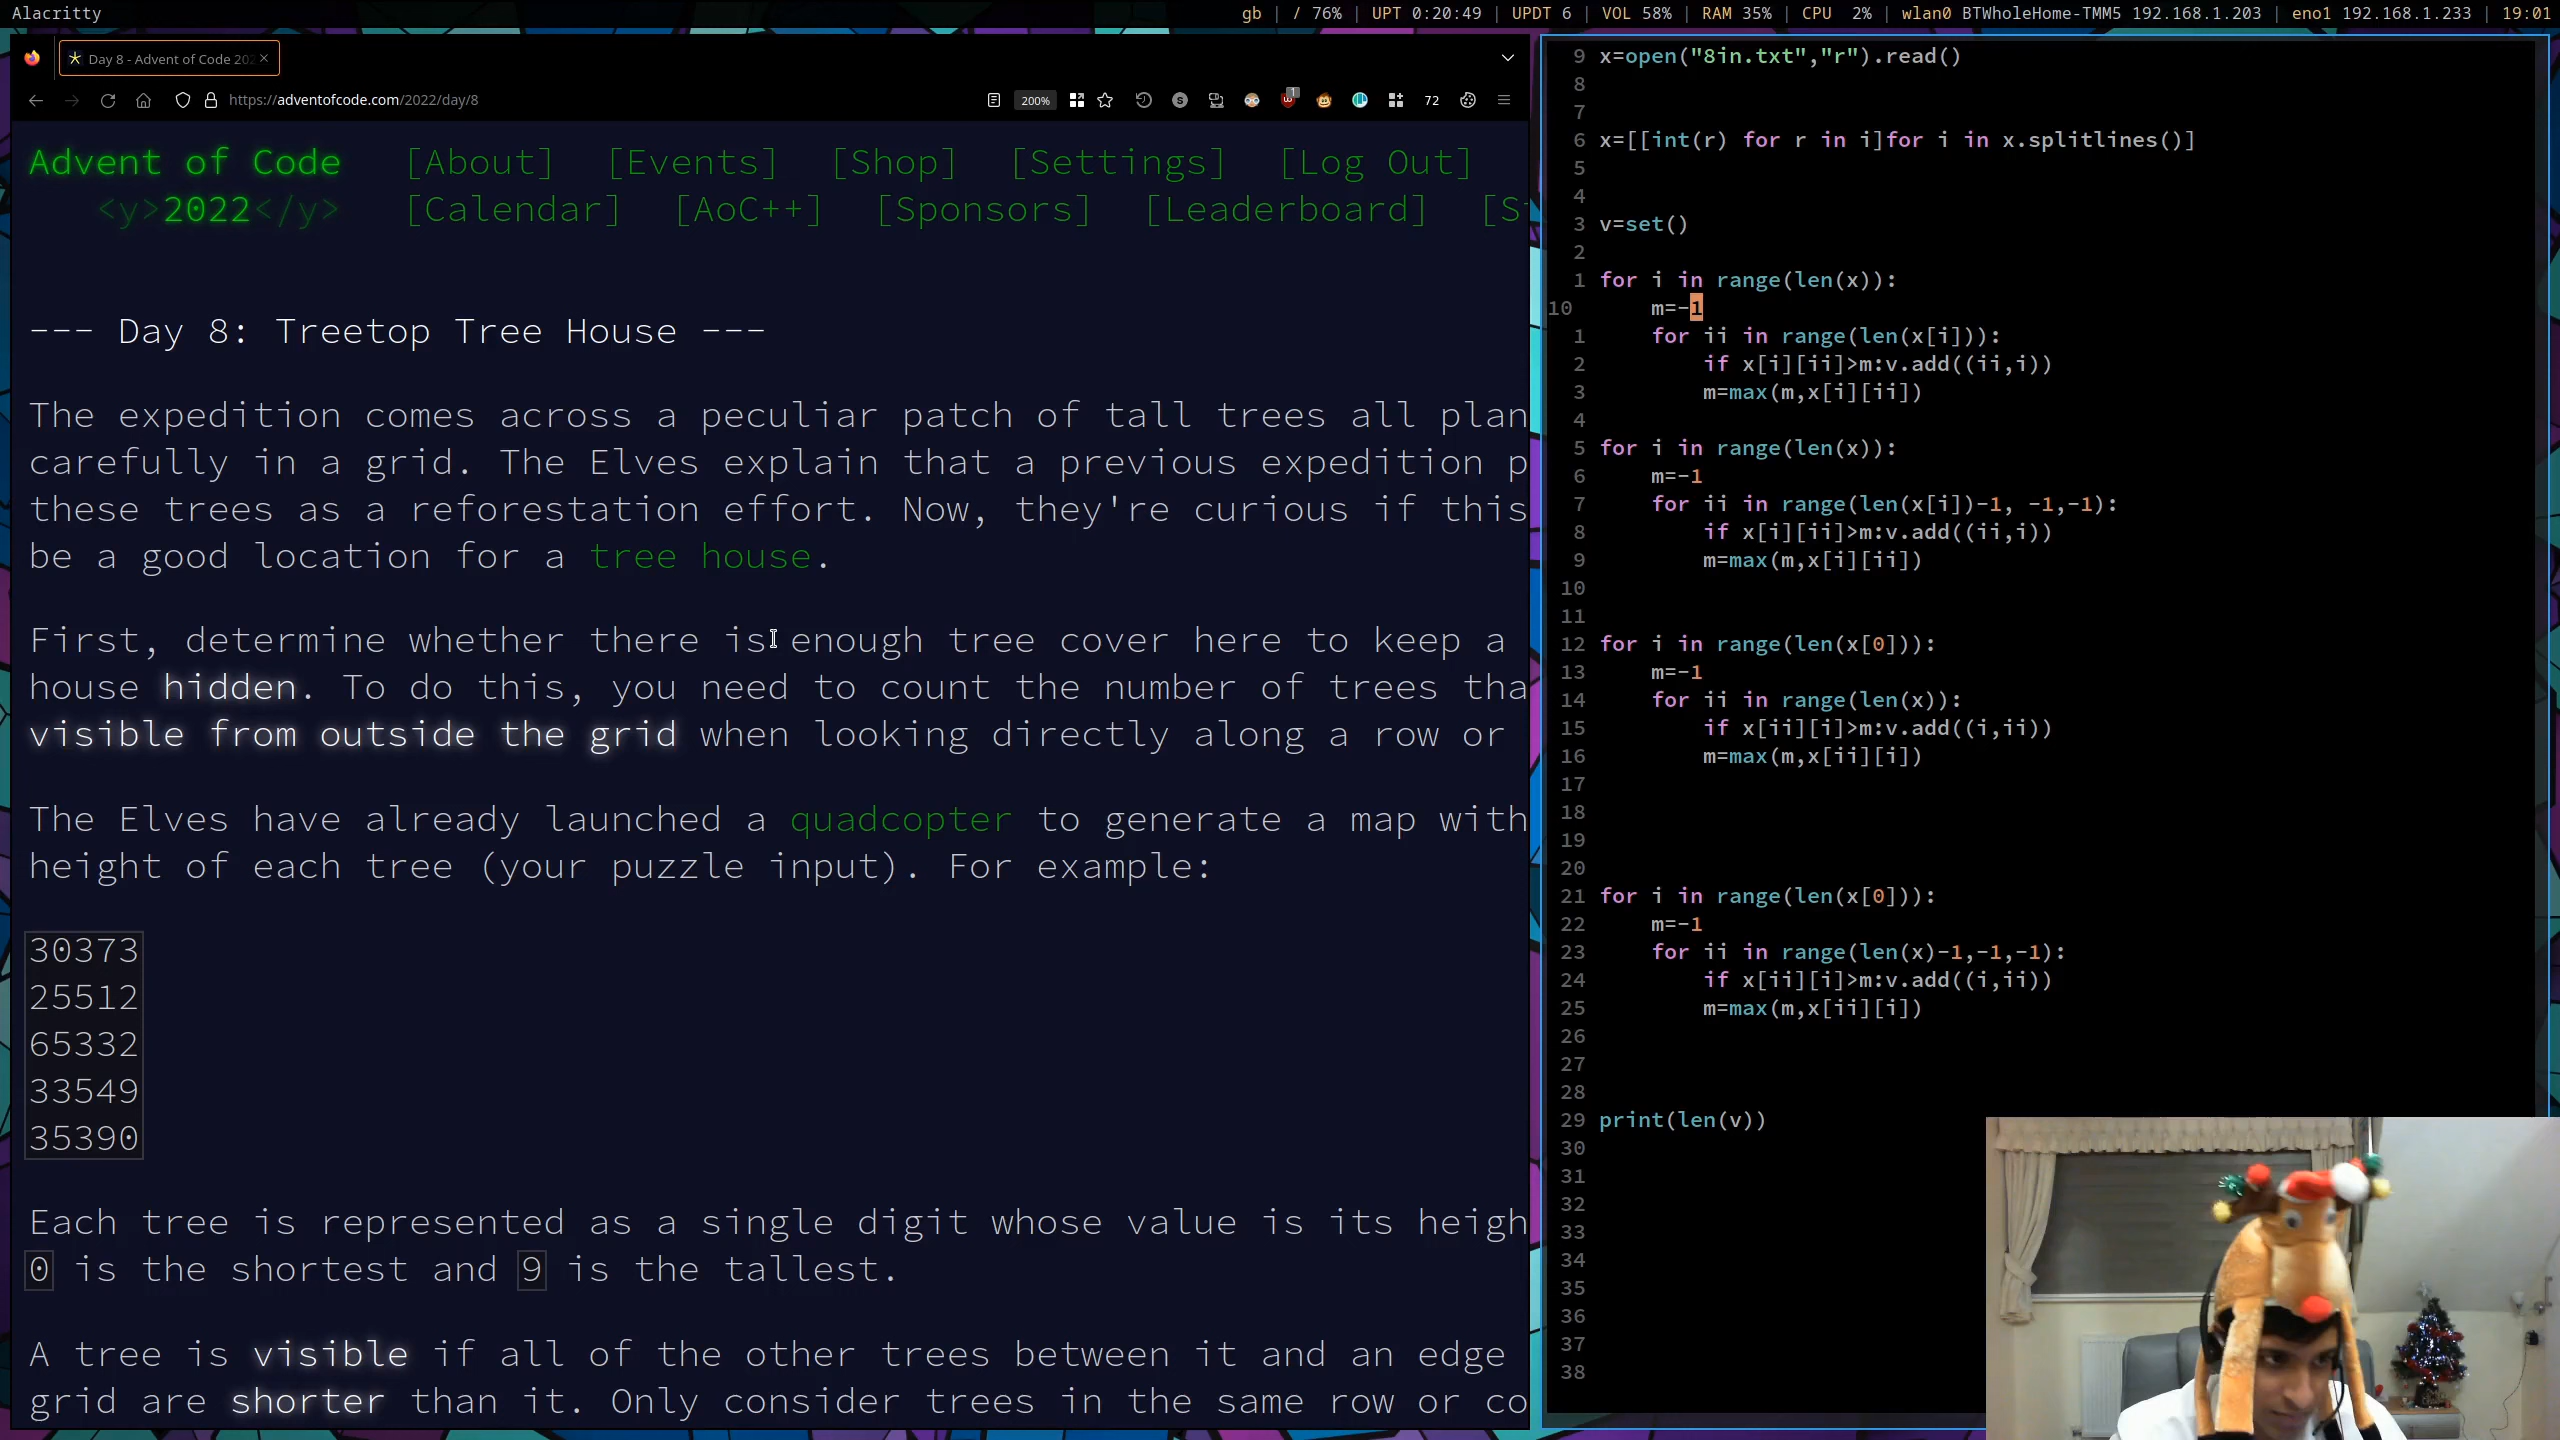 Alacritty
gb | / 76% | UPT 0:20:49 | UPDT 6 | VOL 58% | RAM 35% | CPU 2% | wlan0 BTWholeHome-TMM5 192.168.1.203 | eno1 192.168.1.233 | 19:01
Day 8 - Advent of Code 202
https://adventofcode.com/2022/day/8
200%
1
72
Advent of Code [About] [Events] [Shop] [Settings] [Log Out]
<y>2022</y> [Calendar] [AoC++] [Sponsors] [Leaderboard] [S
--- Day 8: Treetop Tree House ---
The expedition comes across a peculiar patch of tall trees all plan
carefully in a grid. The Elves explain that a previous expedition p
these trees as a reforestation effort. Now, they're curious if this
be a good location for a tree house.
First, determine whether there is enough tree cover here to keep a
house hidden. To do this, you need to count the number of trees tha
visible from outside the grid when looking directly along a row or
The Elves have already launched a quadcopter to generate a map with
height of each tree (your puzzle input). For example:
30373
25512
65332
33549
35390
Each tree is represented as a single digit whose value is its heigh
0 is the shortest and 9 is the tallest.
A tree is visible if all of the other trees between it and an edge
grid are shorter than it. Only consider trees in the same row or co
9 x=open("8in.txt","r").read()
8
7
6 x=[[int(r) for r in i]for i in x.splitlines()]
5
4
3 v=set()
2
1 for i in range(len(x)):
10 m=-1
1 for ii in range(len(x[i])):
2 if x[i][ii]>m:v.add((ii,i))
3 m=max(m,x[i][ii])
4
5 for i in range(len(x)):
6 m=-1
7 for ii in range(len(x[i])-1, -1,-1):
8 if x[i][ii]>m:v.add((ii,i))
9 m=max(m,x[i][ii])
10
11
12 for i in range(len(x[0])):
13 m=-1
14 for ii in range(len(x)):
15 if x[ii][i]>m:v.add((i,ii))
16 m=max(m,x[ii][i])
17
18
19
20
21 for i in range(len(x[0])):
22 m=-1
23 for ii in range(len(x)-1,-1,-1):
24 if x[ii][i]>m:v.add((i,ii))
25 m=max(m,x[ii][i])
26
27
28
29 print(len(v))
30
31
32
33
34
35
36
37
38